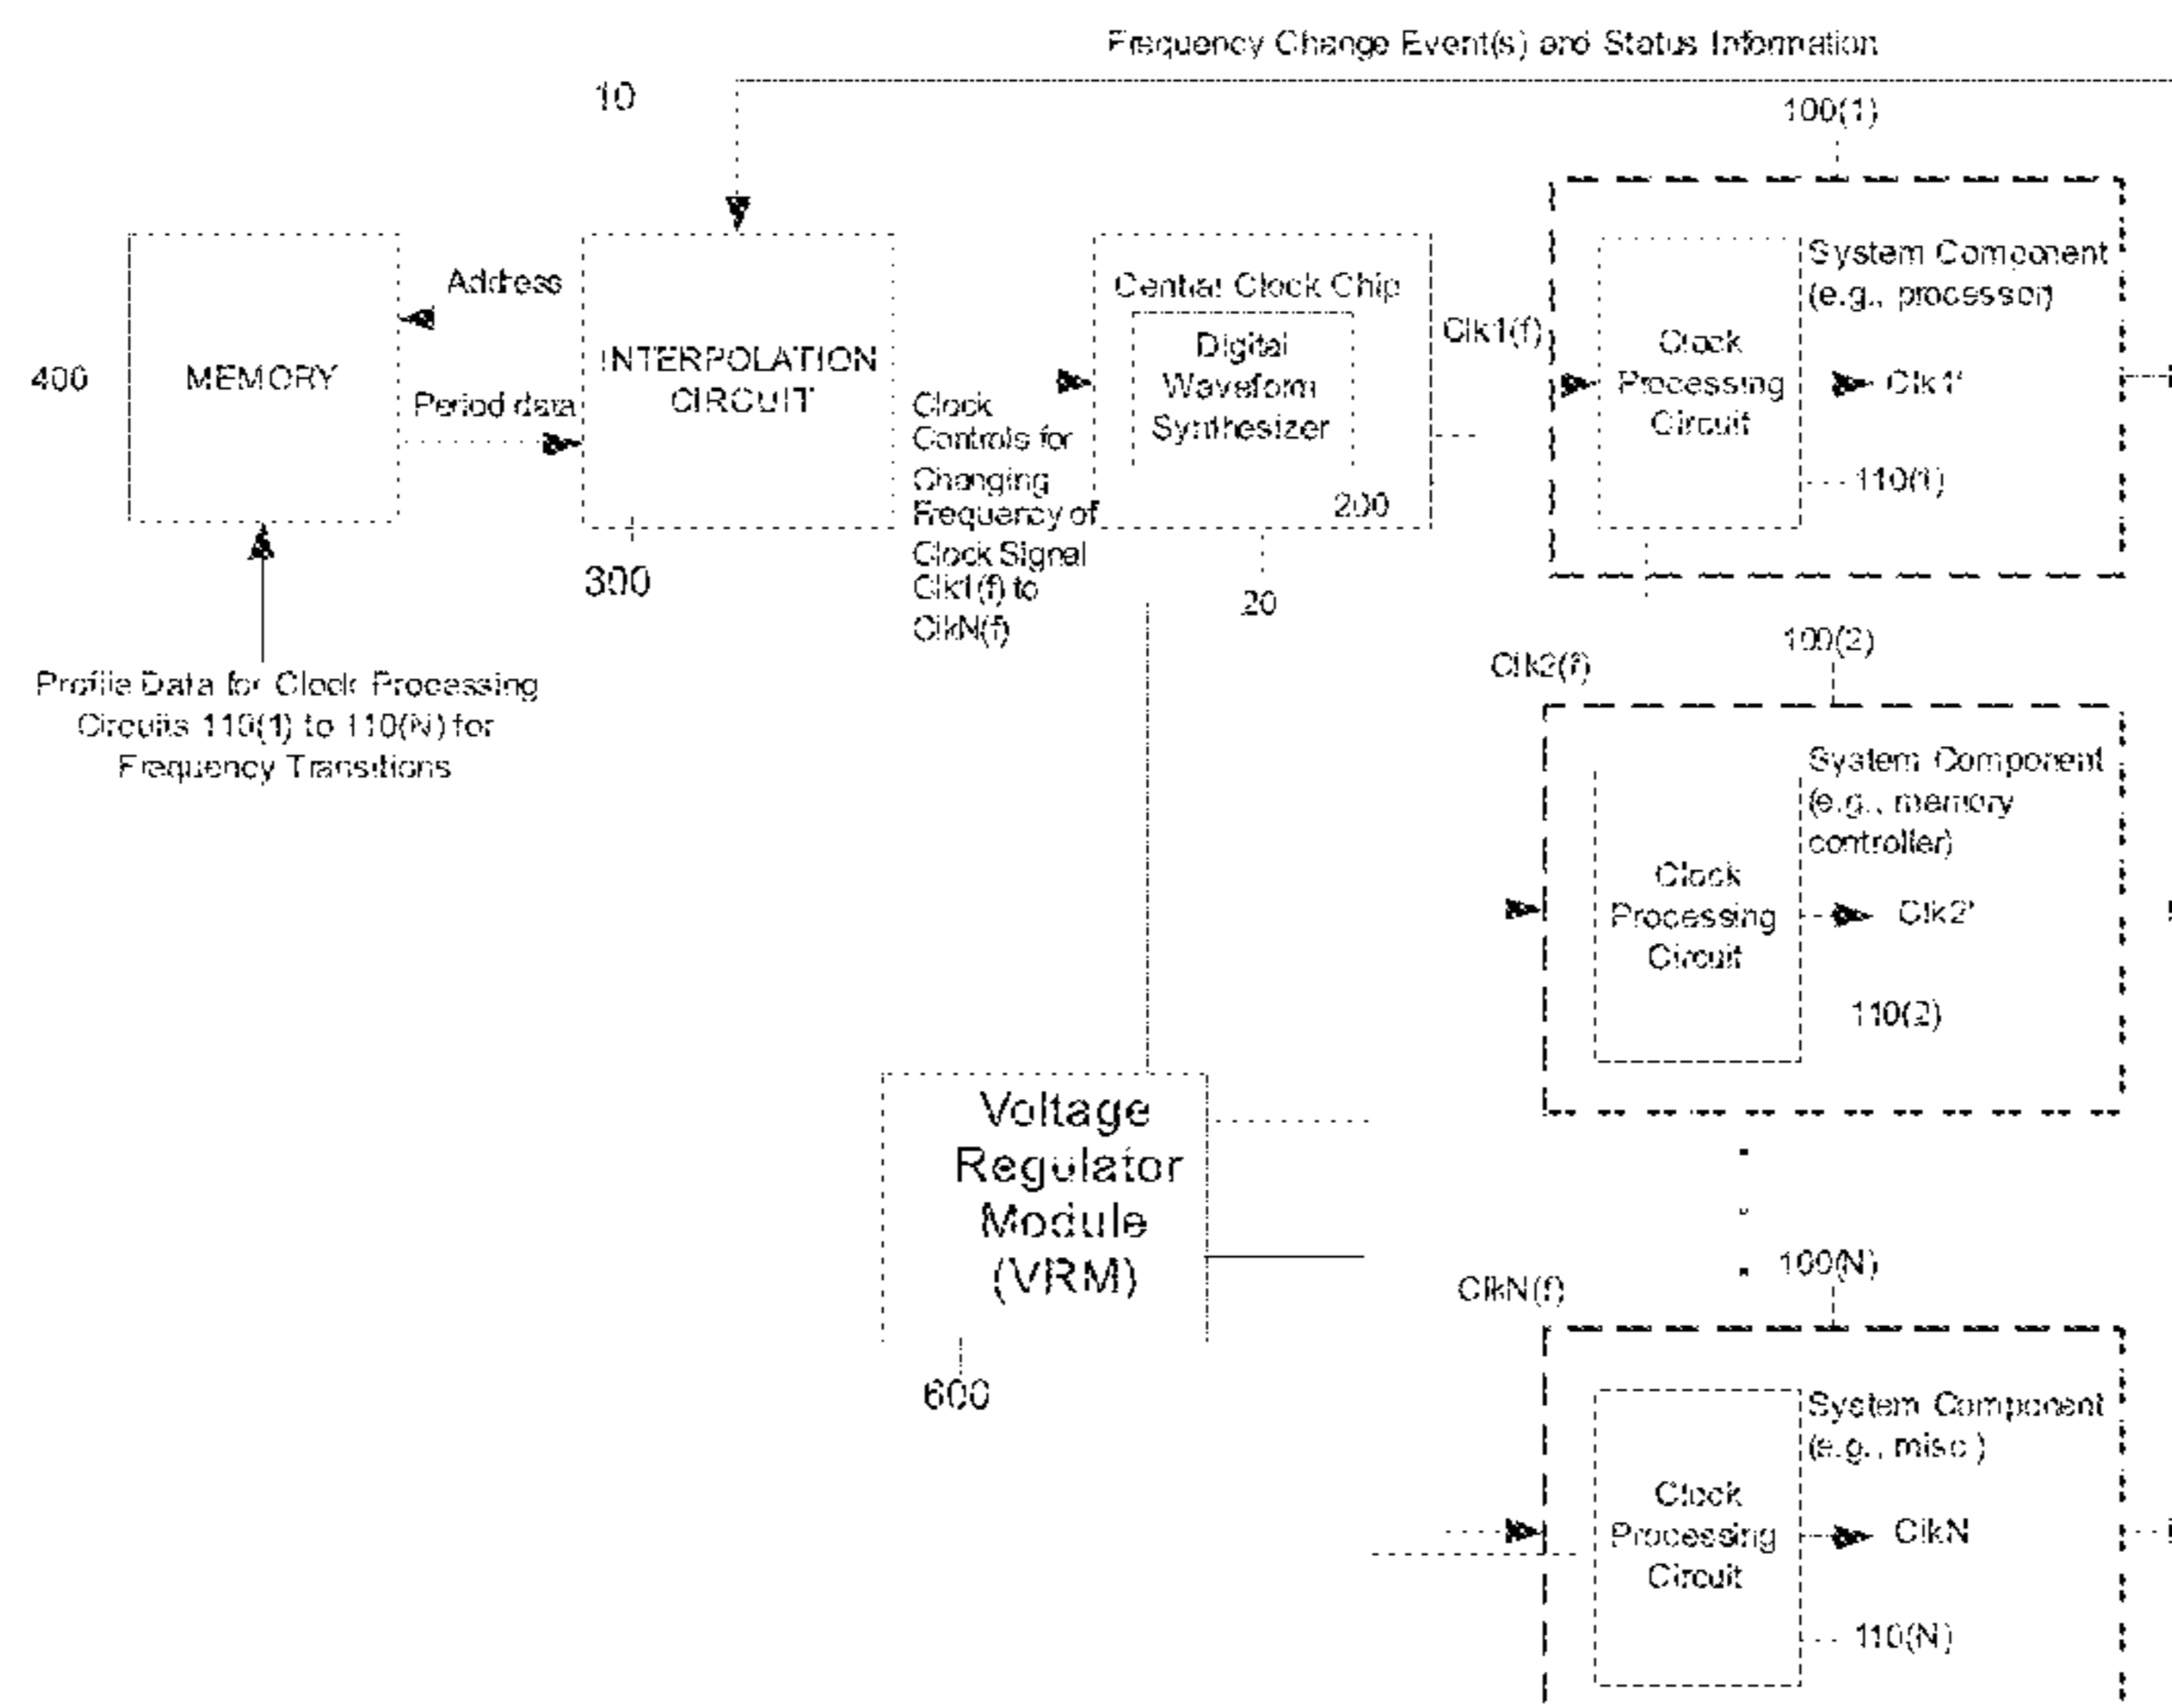 Frequency Change Event(s) and Status Information
10
100(1)
400
MEMORY
Address
Period data
INTERPOLATION
CIRCUIT
300
Clock
Controls for
Changing
Frequency of
Clock Signal
Clk1(f) to
ClkN(f)
Central Clock Chip
Digital
Waveform
Synthesizer
200
20
Clk1(f)
Clock
Processing
Circuit
System Component
(e.g., processor)
Clk1'
110(1)
Profile Data for Clock Processing
Circuits 110(1) to 110(N) for
Frequency Transitions
Clk2(f)
100(2)
Clock
Processing
Circuit
System Component
(e.g., memory
controller)
Clk2'
110(2)
Voltage
Regulator
Module
(VRM)
600
ClkN(f)
100(N)
Clock
Processing
Circuit
System Component
(e.g., misc.)
ClkN
110(N)